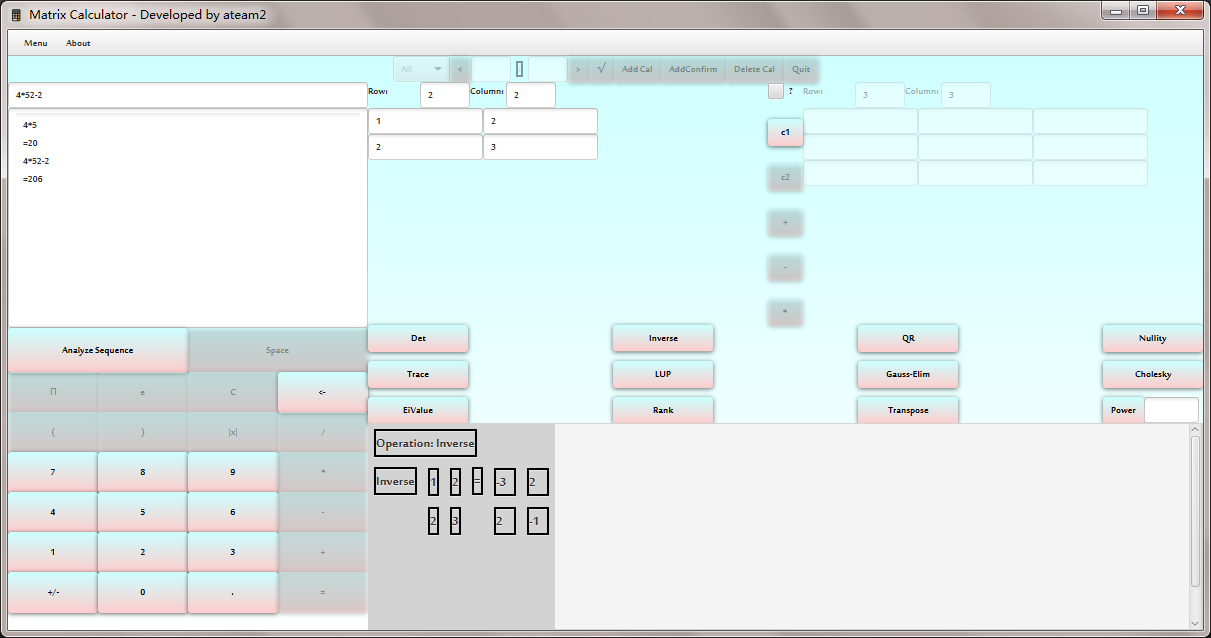 Matrix Calculator - Developed by ateam2
Menu About
All < [] > √ Add Cal AddConfirm Delete Cal Quit
4*52-2 Row: 2 Column: 2 ? Row: 3 Column: 3
4*5
=20
4*52-2
=206
1 2
2 3
c1
c2
+
-
*
Analyze Sequence Space
Π e C <-
( ) |x| /
7 8 9 *
4 5 6 -
1 2 3 +
+/- 0 . =
Det Inverse QR Nullity
Trace LUP Gauss-Elim Cholesky
EiValue Rank Transpose Power
Operation: Inverse
Inverse 1 2 = -3 2
2 3 2 -1